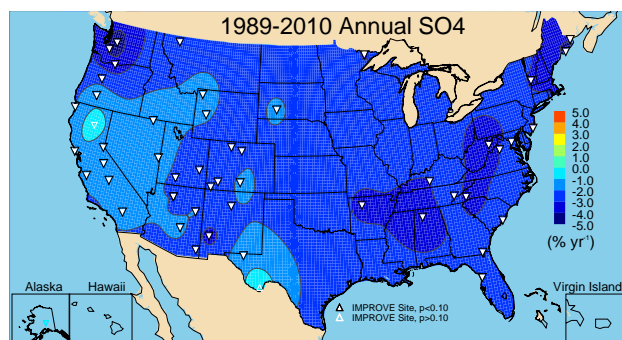 1989-2010 Annual SO4
5.0
4.0
3.0
2.0
1.0
0.0
-1.0
-2.0
-3.0
-4.0
-5.0
(% yr⁻¹)
Alaska
Hawaii
IMPROVE Site, p<0.10
IMPROVE Site, p>0.10
Virgin Island